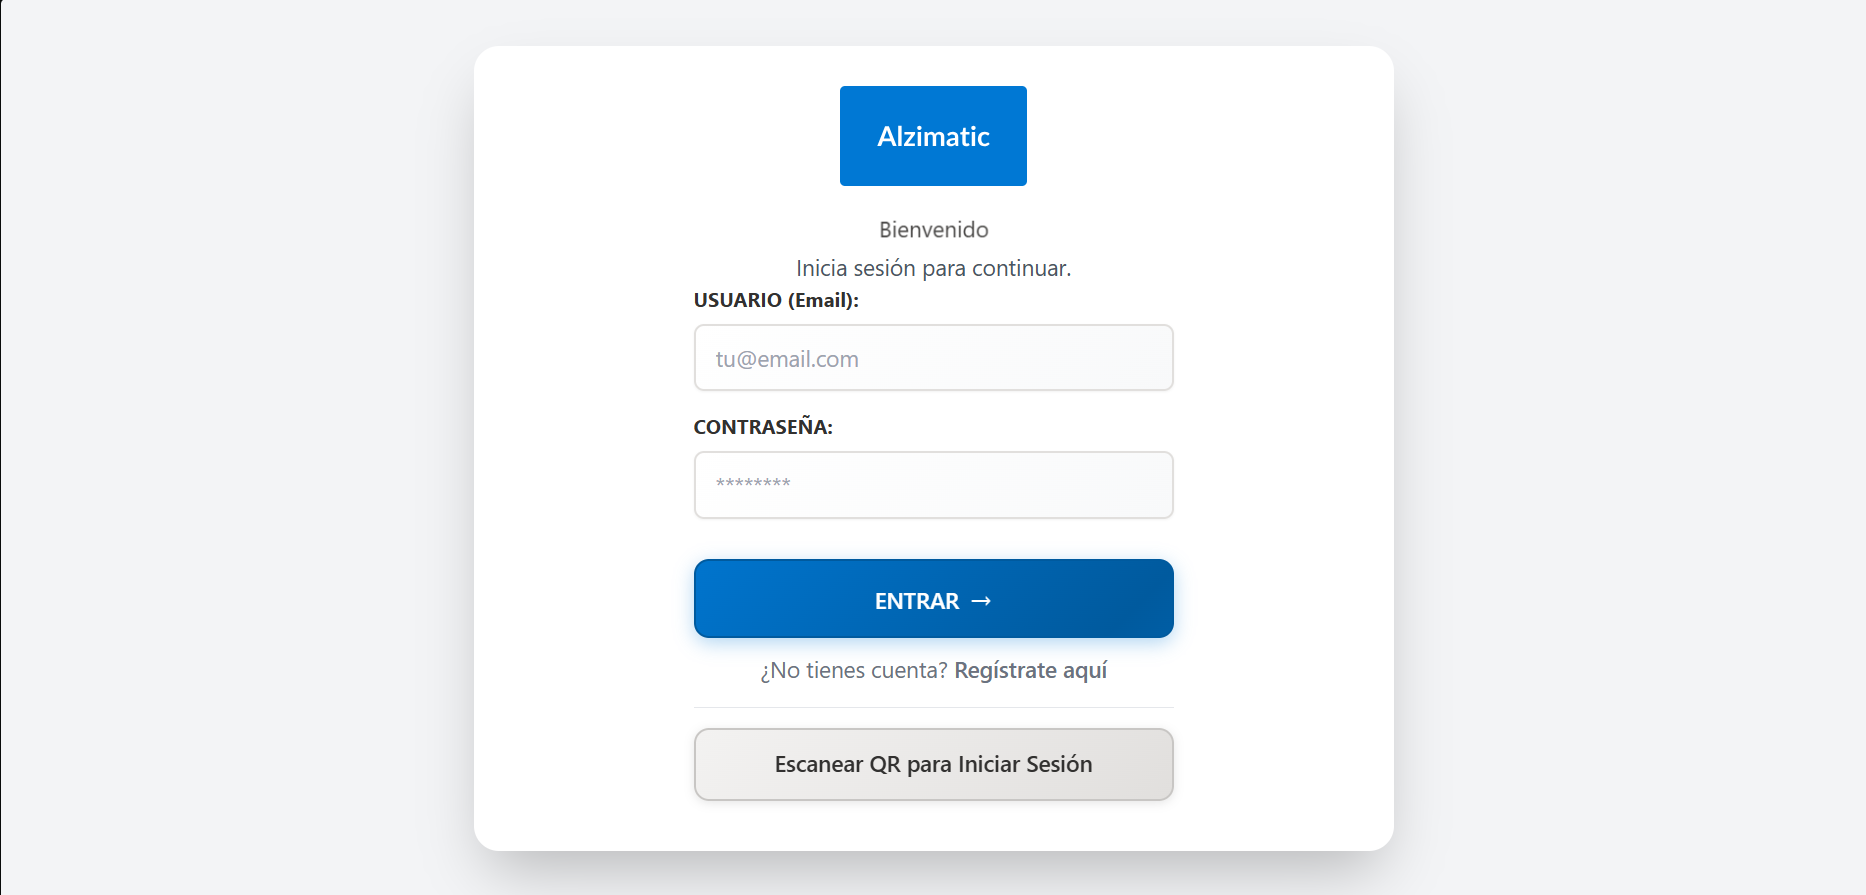 Alzimatic
Bienvenido
Inicia sesión para continuar.
USUARIO (Email):
tu@email.com
CONTRASEÑA:
********
ENTRAR →
¿No tienes cuenta? Regístrate aquí
Escanear QR para Iniciar Sesión